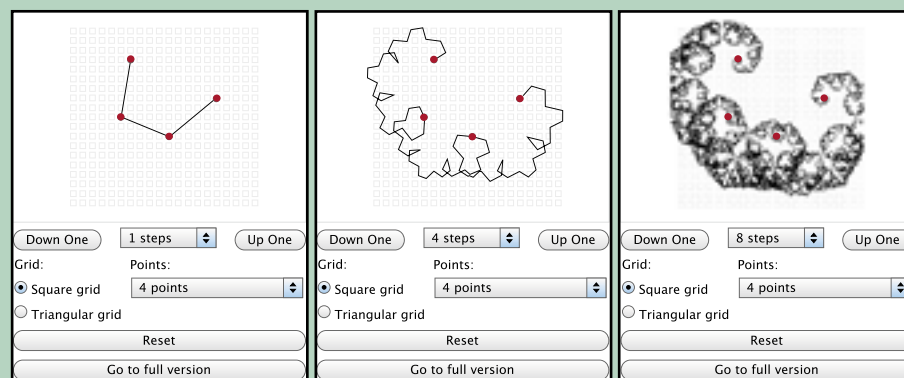 Down One 1 steps Up One
Grid: Points:
Square grid 4 points
Triangular grid
Reset
Go to full version
Down One 4 steps Up One
Grid: Points:
Square grid 4 points
Triangular grid
Reset
Go to full version
Down One 8 steps Up One
Grid: Points:
Square grid 4 points
Triangular grid
Reset
Go to full version